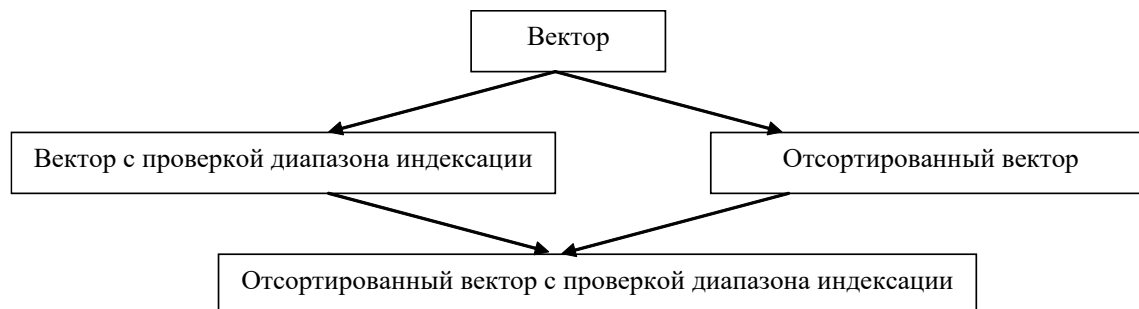 Вектор
Вектор с проверкой диапазона индексации
Отсортированный вектор
Отсортированный вектор с проверкой диапазона индексации